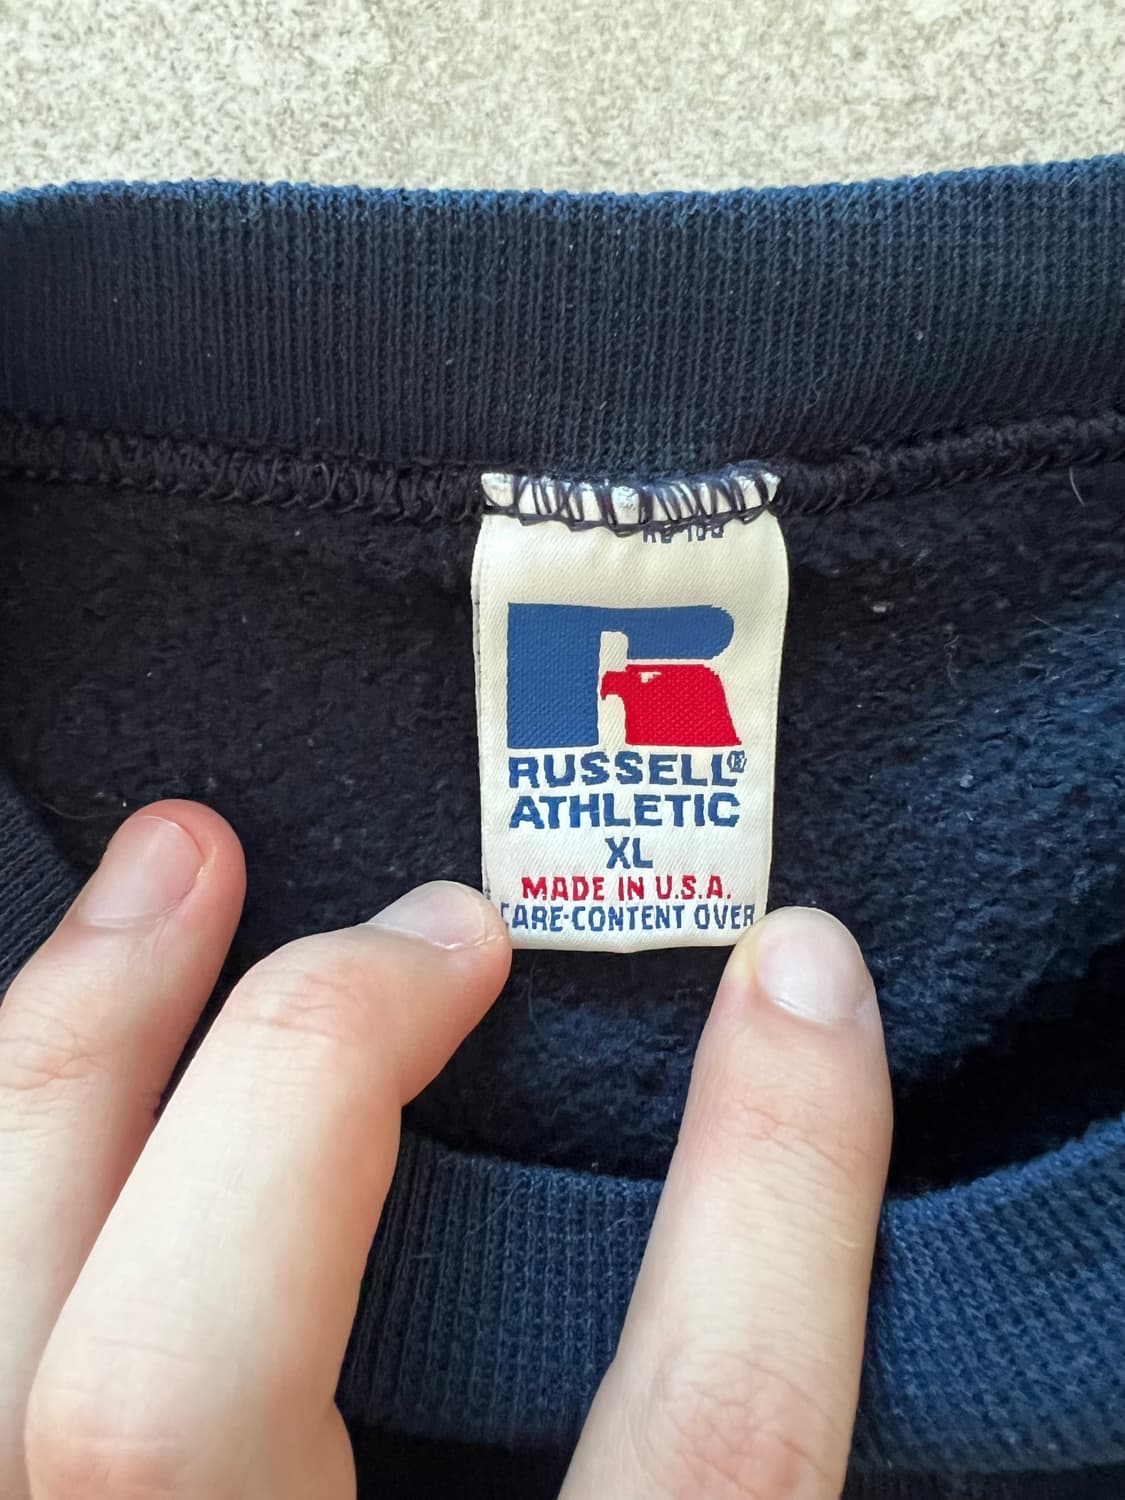 RUSSELL®
ATHLETIC
XL
MADE IN U.S.A.
CARE-CONTENT OVER